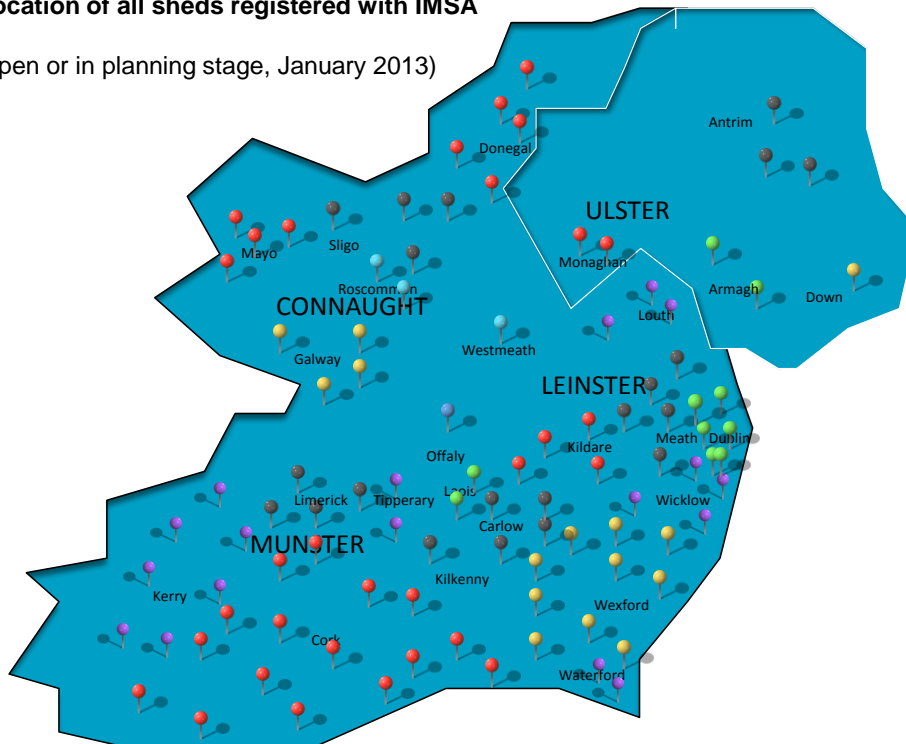 ocation of all sheds registered with IMSA
pen or in planning stage, January 2013)
Antrim
Donegal
ULSTER
Mayo
Sligo
Monaghan
Roscommon
Armagh
Down
CONNAUGHT
Louth
Galway
Westmeath
LEINSTER
Offaly
Kildare
Meath
Dublin
Laois
Limerick
Tipperary
Wicklow
Carlow
MUNSTER
Kilkenny
Kerry
Wexford
Cork
Waterford